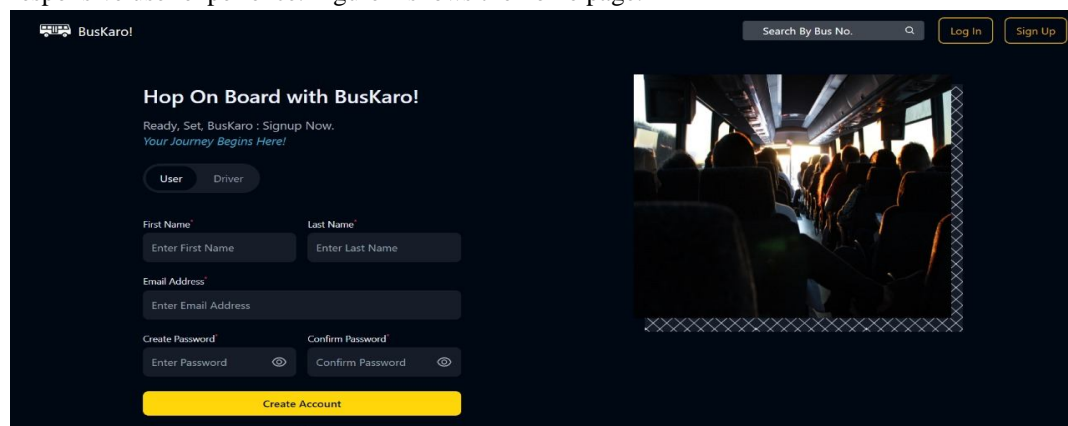 BusKaro!
Search By Bus No.
Log In
Sign Up
Hop On Board with BusKaro!
Ready, Set, BusKaro : Signup Now.
Your Journey Begins Here!
User Driver
First Name* Last Name*
Enter First Name Enter Last Name
Email Address*
Enter Email Address
Create Password* Confirm Password*
Enter Password Confirm Password
Create Account